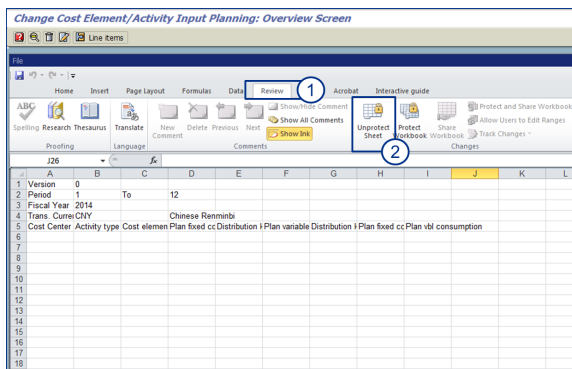 Change Cost Element/Activity Input Planning: Overview Screen
Line items
File
Home Insert Page Layout Formulas Data Review 1 Acrobat Interactive guide
ABC Spelling Research Thesaurus Translate New Comment Delete Previous Next Show/Hide Comment Show All Comments Show Ink Unprotect Sheet Protect Workbook Share Workbook Protect and Share Workbook Allow Users to Edit Ranges Track Changes
2
Proofing Language Comments Changes
J26 fx
A B C D E F G H I J K L
1 Version 0
2 Period 1 To 12
3 Fiscal Year 2014
4 Trans. Currei CNY Chinese Renminbi
5 Cost Center Activity type Cost elemen Plan fixed cc Distribution k Plan variable Distribution k Plan fixed cc Plan vbl consumption
6
7
8
9
10
11
12
13
14
15
16
17
18